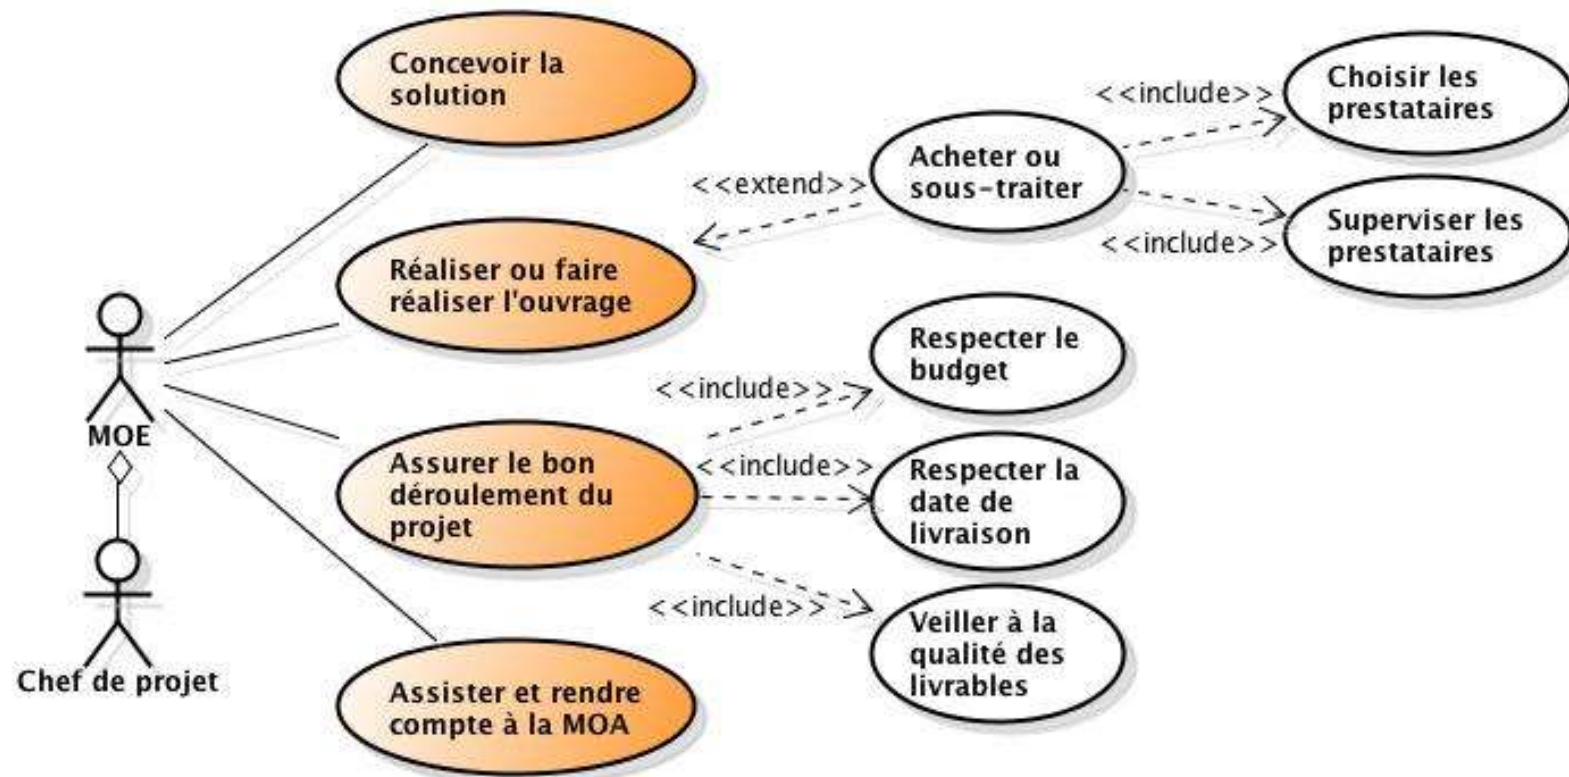 Concevoir la
solution
<<include>>
Choisir les
prestataires
Acheter ou
sous-traiter
<<extend>>
<<include>>
Superviser les
prestataires
Réaliser ou faire
réaliser l'ouvrage
MOE
Respecter le
budget
<<include>>
Assurer le bon
déroulement du
projet
<<include>>
Respecter la
date de
livraison
<<include>>
Veiller à la
qualité des
livrables
Chef de projet
Assister et rendre
compte à la MOA